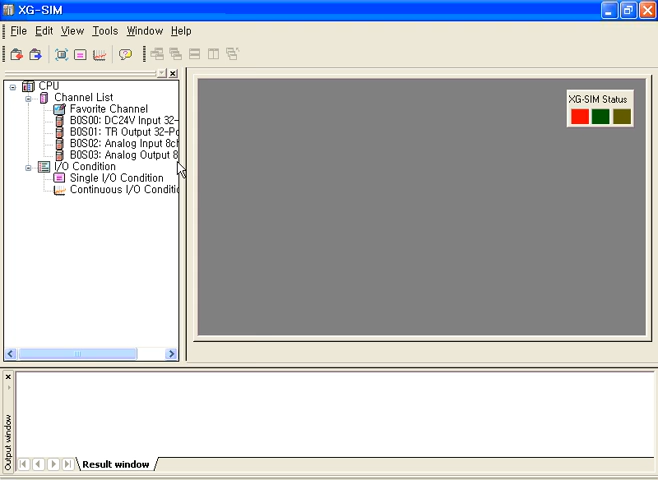 XG-SIM
File Edit View Tools Window Help
CPU
Channel List
Favorite Channel
B0S00: DC24V Input 32-
B0S01: TR Output 32-Po
B0S02: Analog Input 8ch
B0S03: Analog Output 8
I/O Condition
Single I/O Condition
Continuous I/O Conditio
XG-SIM Status
Output window
Result window